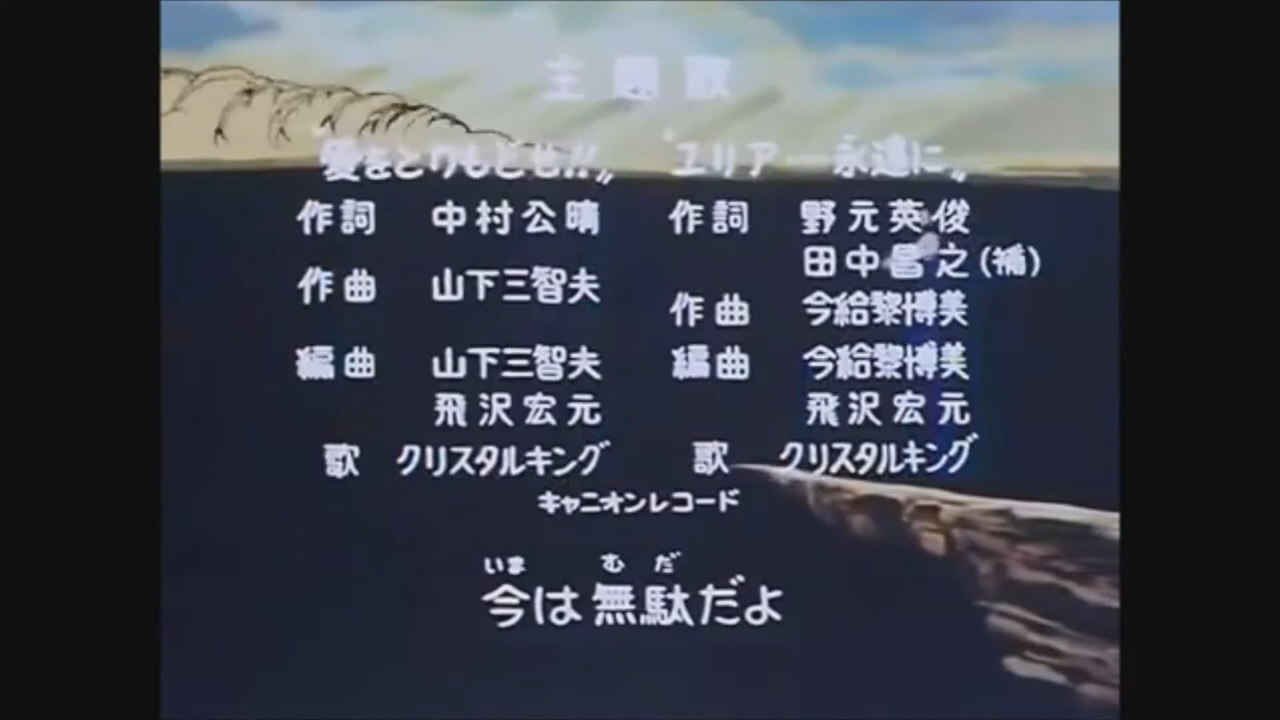 主題歌
“愛をとりもどせ!!„ “ユリア…永遠に„
作詞 中村公晴 作詞 野元英俊
田中昌之(補)
作曲 山下三智夫 作曲 今給黎博美
編曲 山下三智夫 編曲 今給黎博美
飛沢宏元 飛沢宏元
歌 クリスタルキング 歌 クリスタルキング
キャニオンレコード
いま むだ
今は無駄だよ